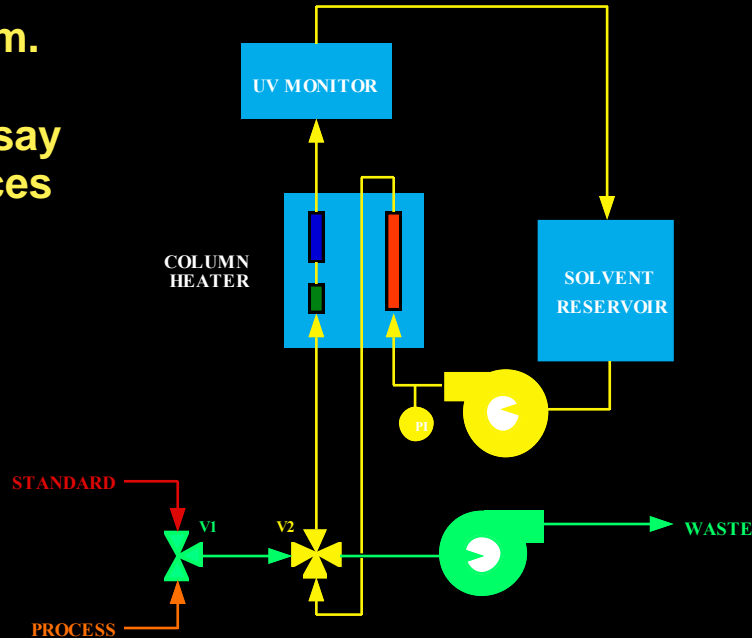 m.
say
ces
UV MONITOR
COLUMN
HEATER
SOLVENT
RESERVOIR
PI
STANDARD
V1
V2
WASTE
PROCESS